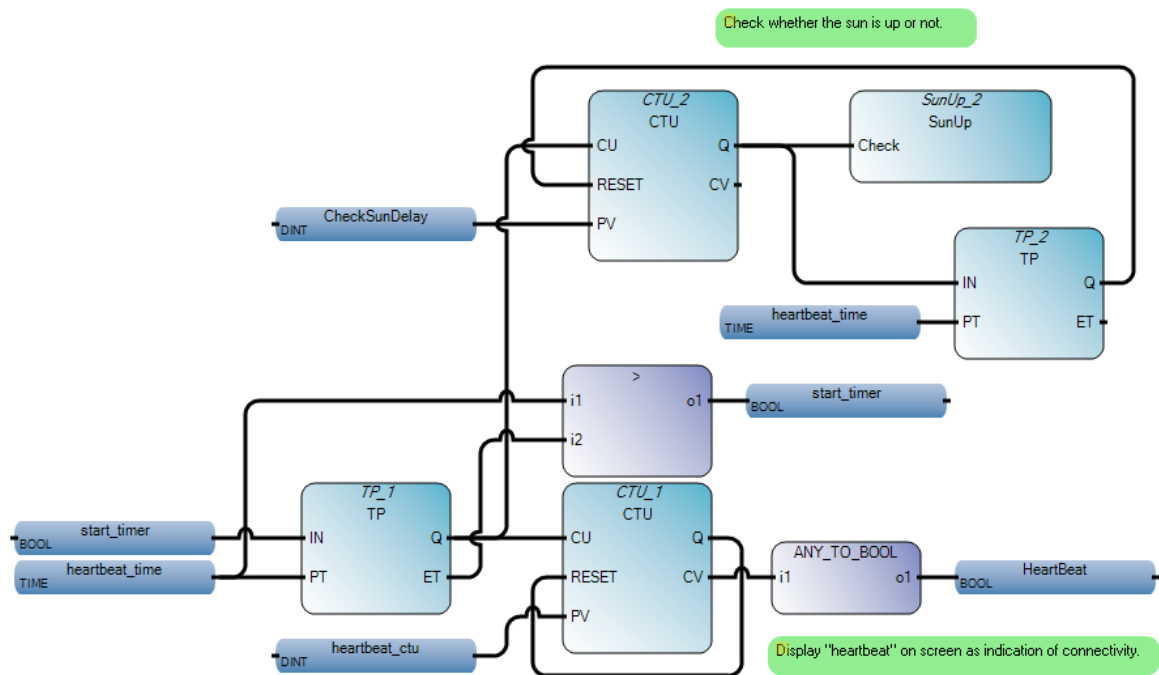 Check whether the sun is up or not.
CTU_2
CTU
CU
Q
RESET
CV
PV
SunUp_2
SunUp
Check
CheckSunDelay
DINT
TP_2
TP
IN
Q
PT
ET
heartbeat_time
TIME
>
i1
o1
i2
start_timer
BOOL
TP_1
TP
IN
Q
PT
ET
start_timer
BOOL
heartbeat_time
TIME
CTU_1
CTU
CU
Q
RESET
CV
PV
heartbeat_ctu
DINT
ANY_TO_BOOL
i1
o1
HeartBeat
BOOL
Display "heartbeat" on screen as indication of connectivity.